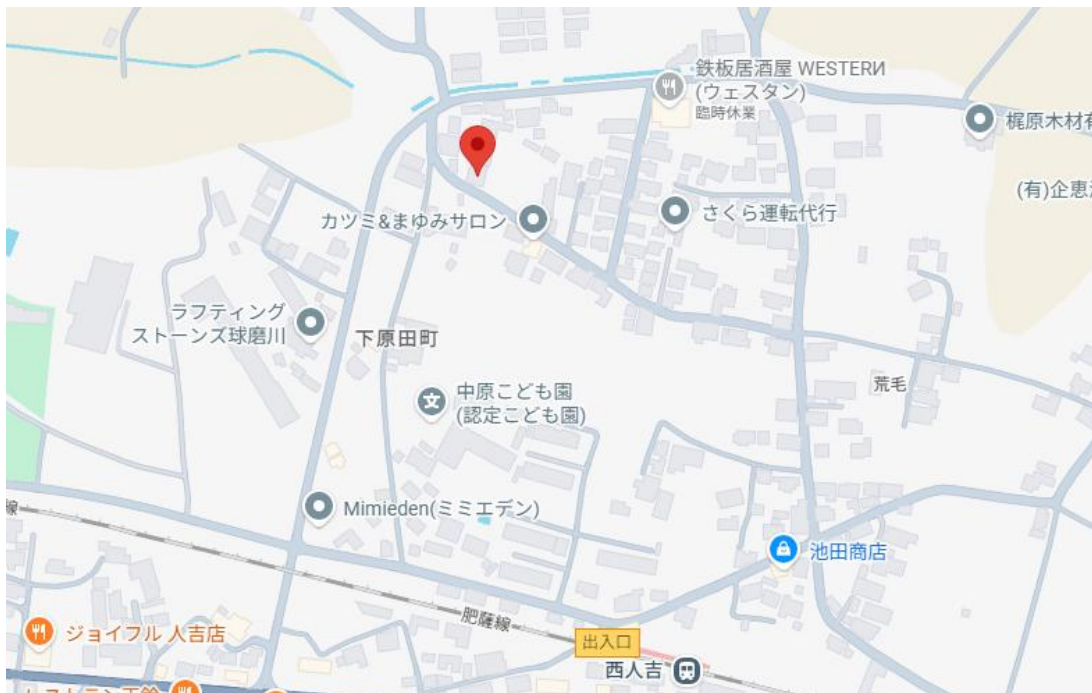 鉄板居酒屋 WESTERИ
(ウェスタン)
臨時休業
梶原木材有
(有)企恵
カツミ&まゆみサロン
さくら運転代行
ラフティング
ストーンズ球磨川
下原田町
荒毛
中原こども園
(認定こども園)
Mimieden(ミミエデン)
線
池田商店
肥薩線
ジョイフル 人吉店
出入口
西人吉